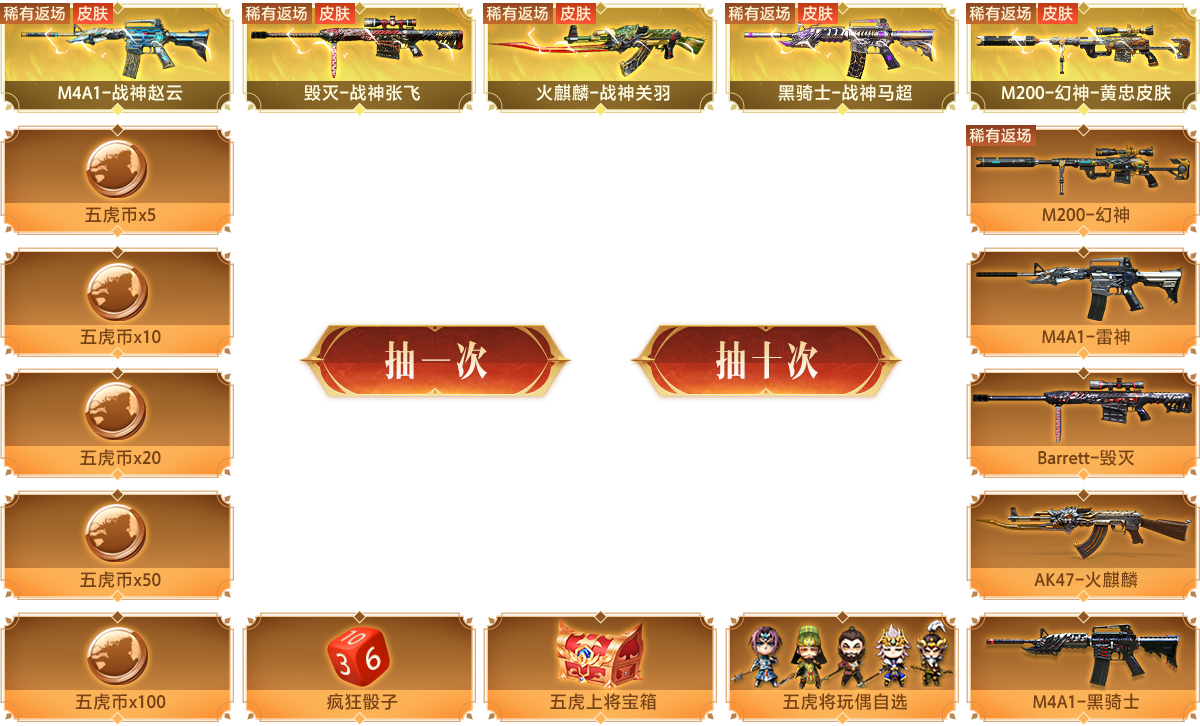 稀有返场 皮肤
M4A1-战神赵云
稀有返场 皮肤
毁灭-战神张飞
稀有返场 皮肤
火麒麟-战神关羽
稀有返场 皮肤
黑骑士-战神马超
稀有返场 皮肤
M200-幻神-黄忠皮肤
五虎币x5
稀有返场
M200-幻神
五虎币x10
M4A1-雷神
抽一次
抽十次
五虎币x20
Barrett-毁灭
五虎币x50
AK47-火麒麟
五虎币x100
10
3 6
疯狂骰子
五虎上将宝箱
五虎将玩偶自选
M4A1-黑骑士